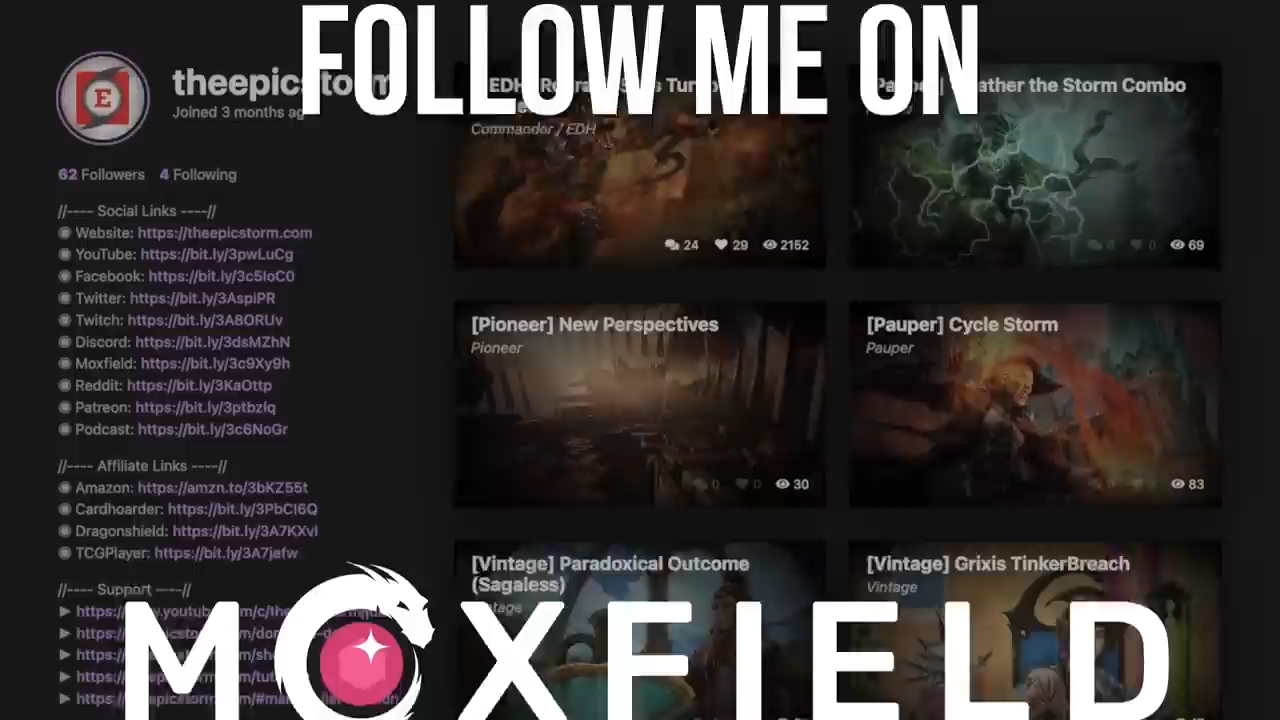 FOLLOW ME ON
theepicstorm
Joined 3 months ag
62 Followers 4 Following
//---- Social Links ----//
Website: https://theepicstorm.com
YouTube: https://bit.ly/3pwLuCg
Facebook: https://bit.ly/3c5IoC0
Twitter: https://bit.ly/3AspiPR
Twitch: https://bit.ly/3A8ORUv
Discord: https://bit.ly/3dsMZhN
Moxfield: https://bit.ly/3c9Xy9h
Reddit: https://bit.ly/3KaOttp
Patreon: https://bit.ly/3ptbzlq
Podcast: https://bit.ly/3c6NoGr
//---- Affiliate Links ----//
Amazon: https://amzn.to/3bKZ55t
Cardhoarder: https://bit.ly/3PbCI6Q
Dragonshield: https://bit.ly/3A7KXvI
TCGPlayer: https://bit.ly/3A7jefw
//---- Support ----//
Commander / EDH
24 29 2152
the Storm Combo
0 0 69
[Pioneer] New Perspectives
Pioneer
0 0 30
[Pauper] Cycle Storm
Pauper
83
[Vintage] Paradoxical Outcome
(Sagaless)
[Vintage] Grixis TinkerBreach
Vintage
MOXFIELD